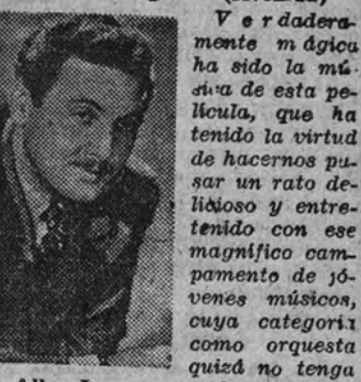 V e r dadera-
mente mágica
ha sido la mú-
sica de esta pe-
lícula, que ha
tenido la virtud
de hacernos pa-
sar un rato de-
licioso y entre-
tenido con ese
magnífico cam-
pamento de jó-
venes músicos,
cuya categoría
como orquesta
quizá no tenga